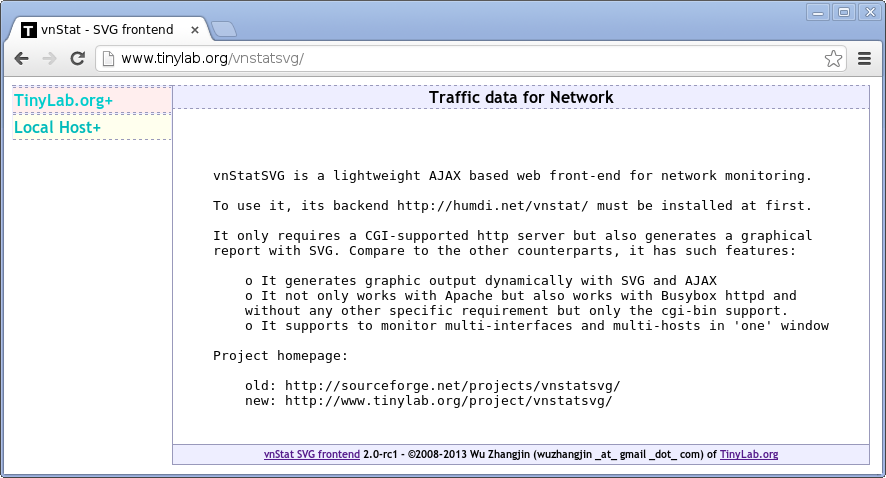 T vnStat - SVG frontend ×
www.tinylab.org/vnstatsvg/
TinyLab.org+
Local Host+
Traffic data for Network
vnStatSVG is a lightweight AJAX based web front-end for network monitoring.
To use it, its backend http://humdi.net/vnstat/ must be installed at first.
It only requires a CGI-supported http server but also generates a graphical
report with SVG. Compare to the other counterparts, it has such features:
o It generates graphic output dynamically with SVG and AJAX
o It not only works with Apache but also works with Busybox httpd and
without any other specific requirement but only the cgi-bin support.
o It supports to monitor multi-interfaces and multi-hosts in 'one' window
Project homepage:
old: http://sourceforge.net/projects/vnstatsvg/
new: http://www.tinylab.org/project/vnstatsvg/
vnStat SVG frontend 2.0-rc1 - ©2008-2013 Wu Zhangjin (wuzhangjin _at_ gmail _dot_ com) of TinyLab.org